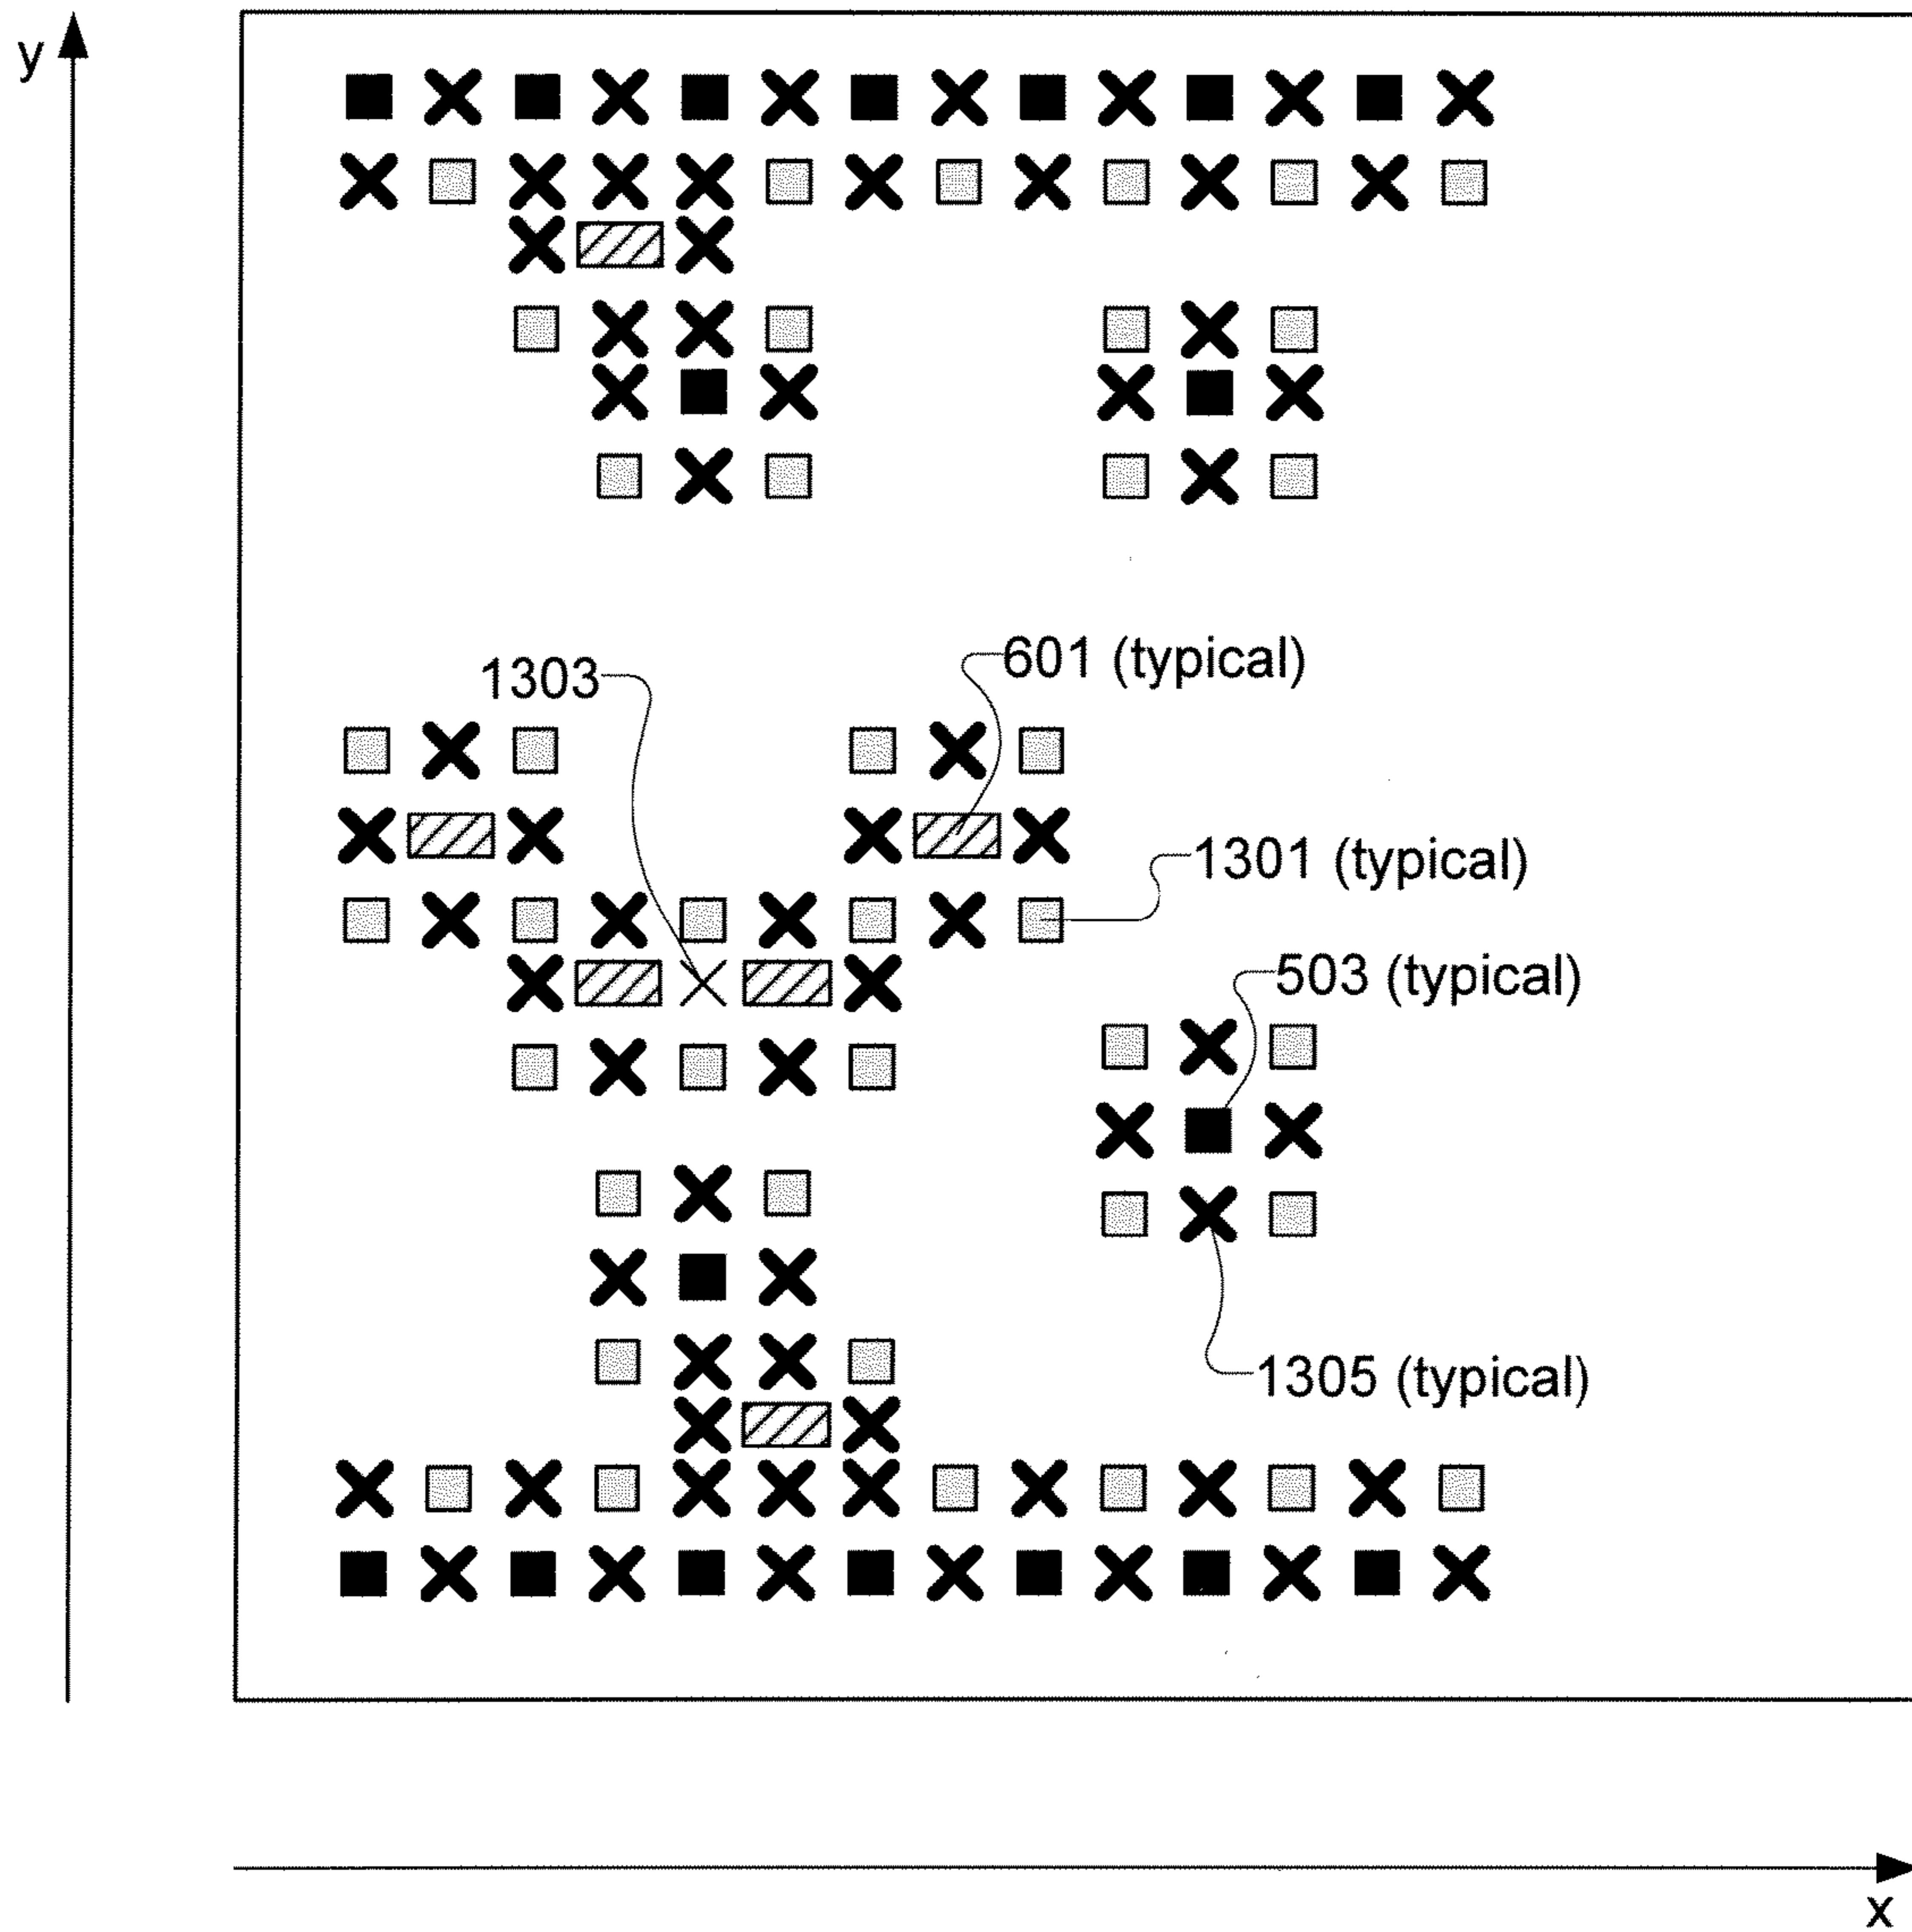 y
601 (typical)
1303
1301 (typical)
503 (typical)
1305 (typical)
x